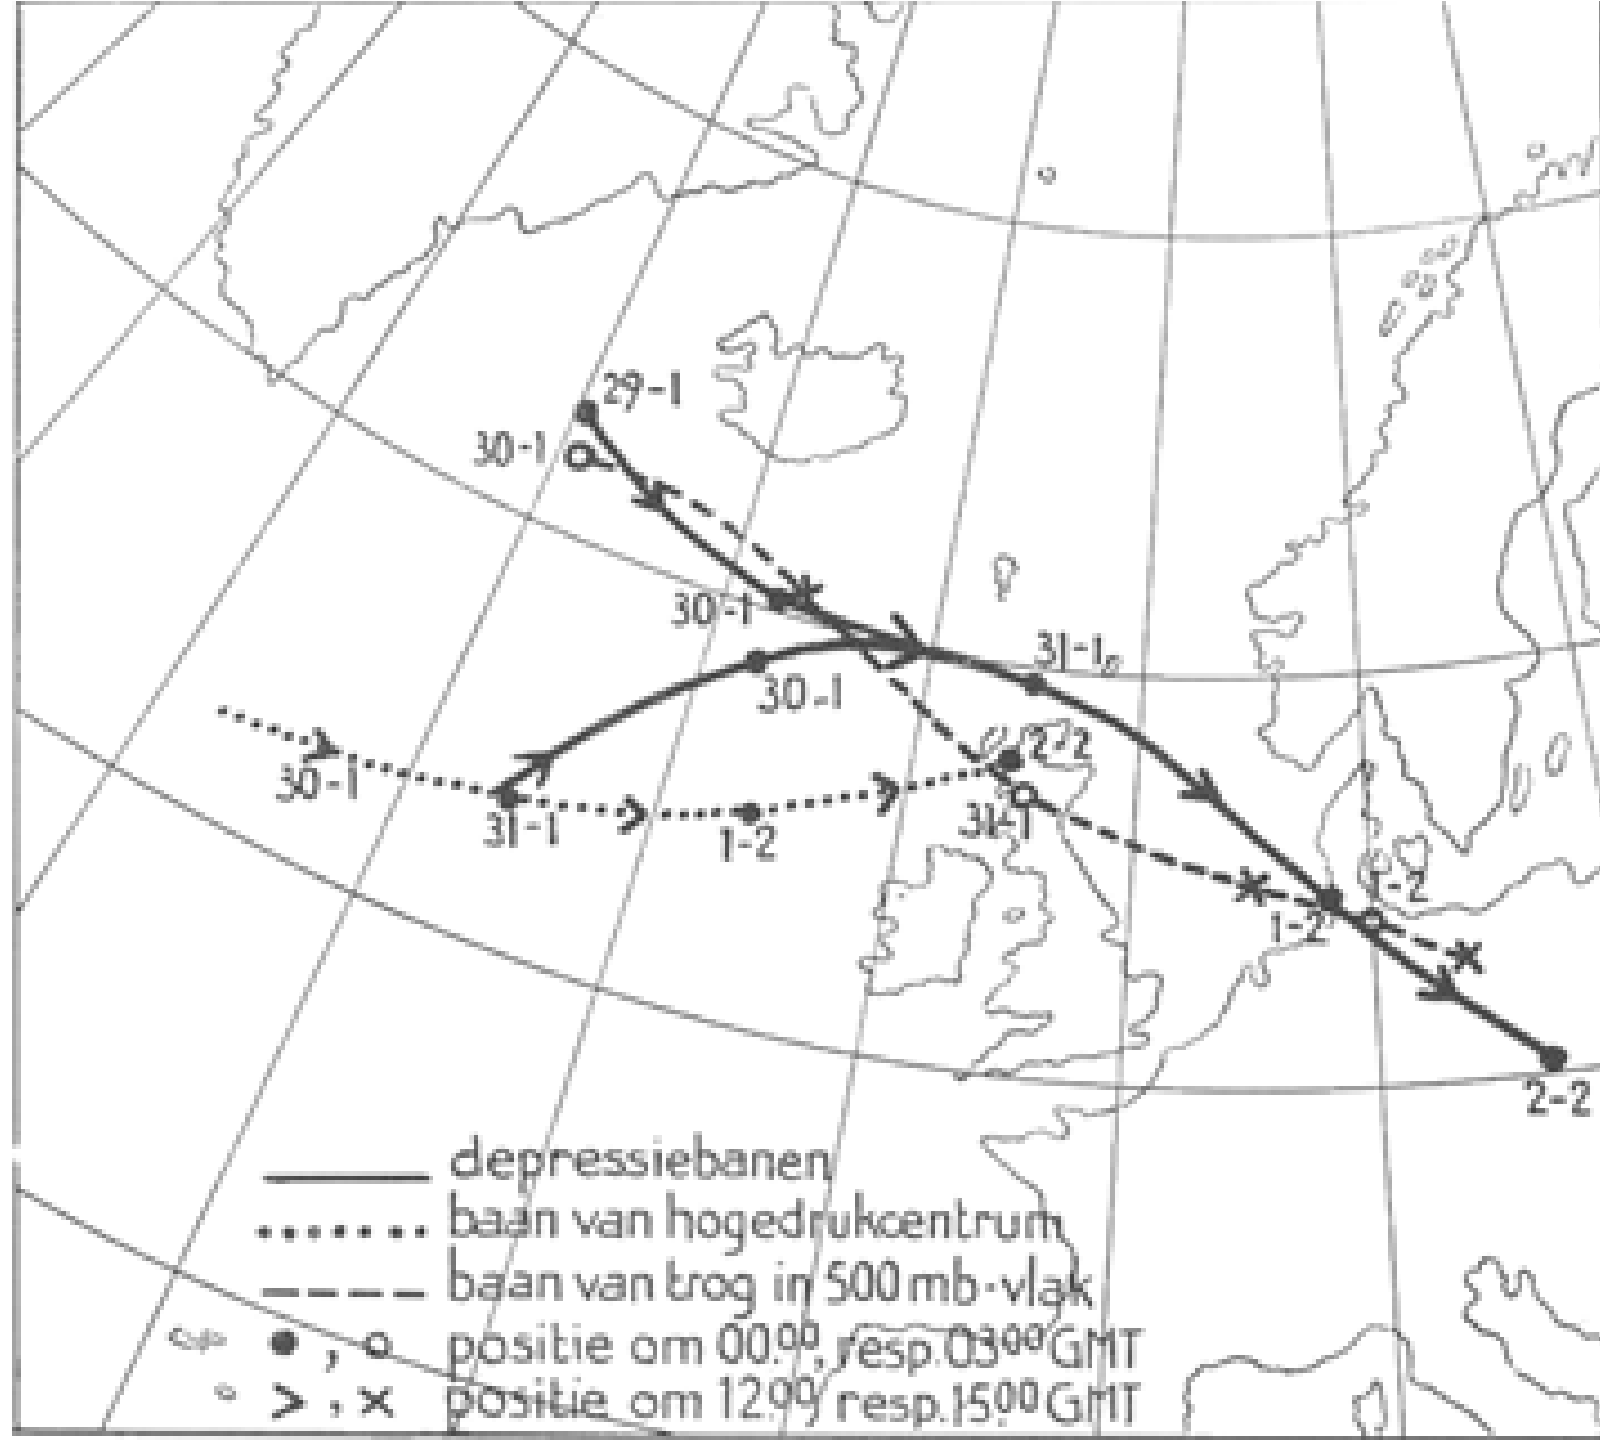 29-1
30-1
30-1
31-1
30-1
2-2
30-1
31-1
1-2
31-1
1-2
1-2
2-2
depressiebanen
baan van hogedrukcentrum
baan van trog in 500 mb-vlak
positie om 00.00, resp. 03.00 GMT
positie om 12.00, resp. 15.00 GMT